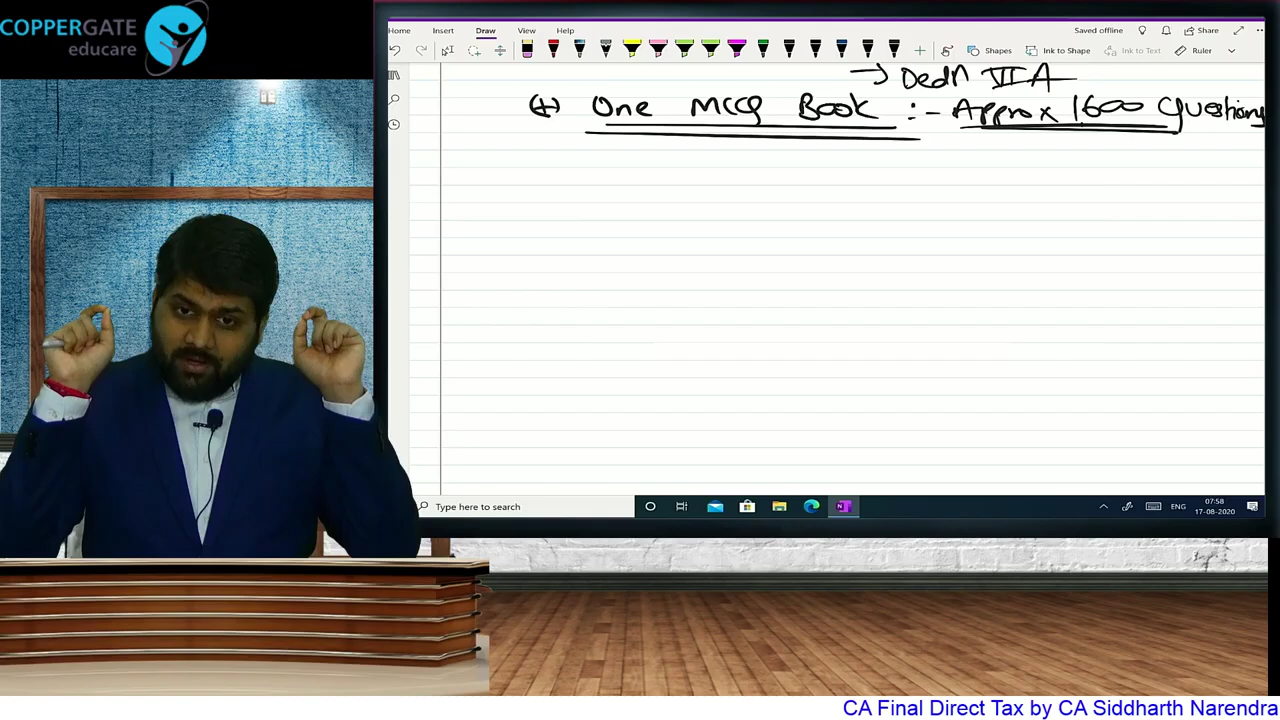 COPPERGATE
educare
Home Insert Draw View Help
Saved offline
Share
Shapes
Ink to Shape
Ink to Text
Ruler
→ Dedn VI A
(+) One MCQ Book :- Approx 1600 Questions
Type here to search
ENG
07:58
17-08-2020
CA Final Direct Tax by CA Siddharth Narendra